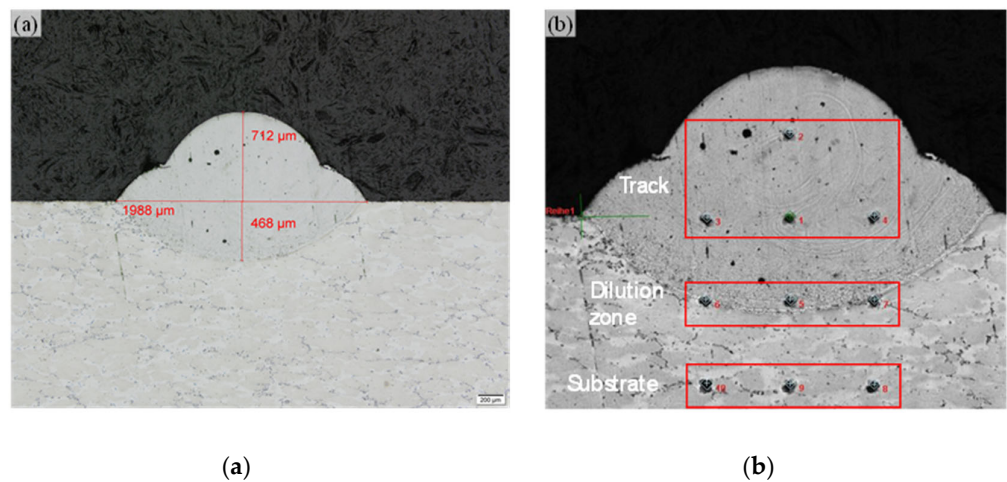 (a)
712 µm
1988 µm
468 µm
200 µm
(b)
2
Track
Reihe1
3
1
4
Dilution
zone
6
5
7
Substrate
10
9
8
(a)
(b)